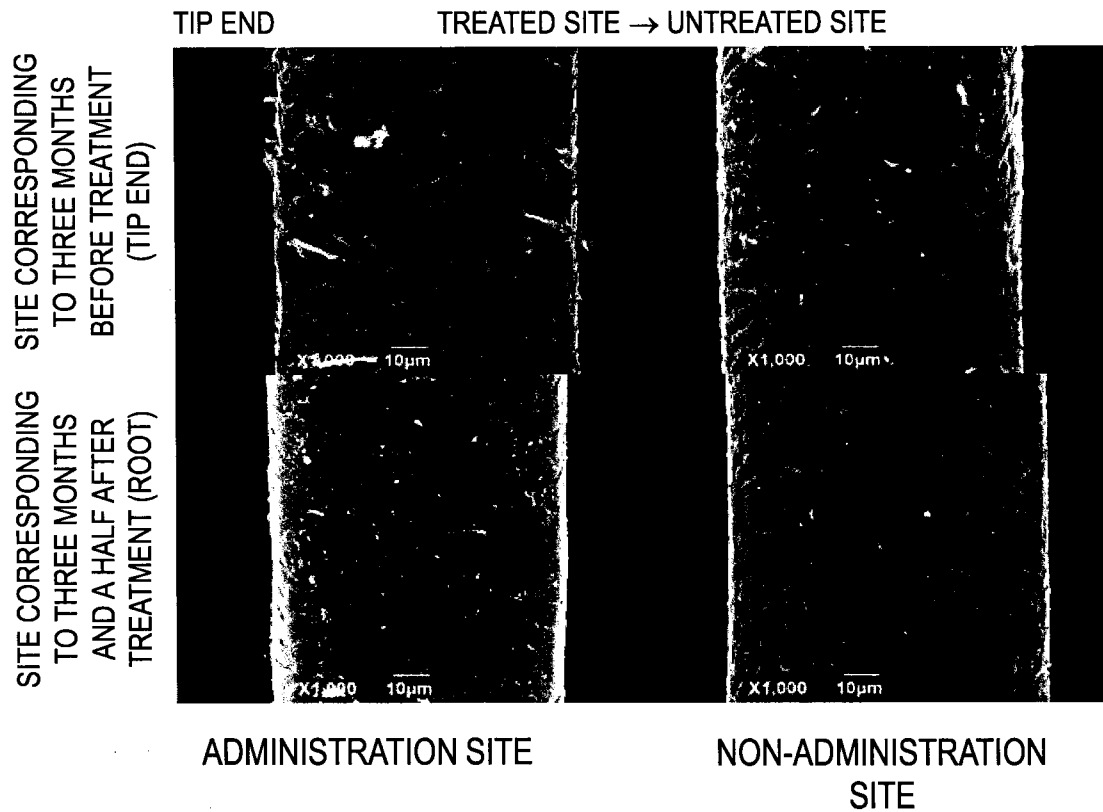 TIP END TREATED SITE → UNTREATED SITE
SITE CORRESPONDING
TO THREE MONTHS
BEFORE TREATMENT
(TIP END)
X1,000 10μm
X1,000 10μm
SITE CORRESPONDING
TO THREE MONTHS
AND A HALF AFTER
TREATMENT (ROOT)
X1,000 10μm
X1,000 10μm
ADMINISTRATION SITE
NON-ADMINISTRATION
SITE